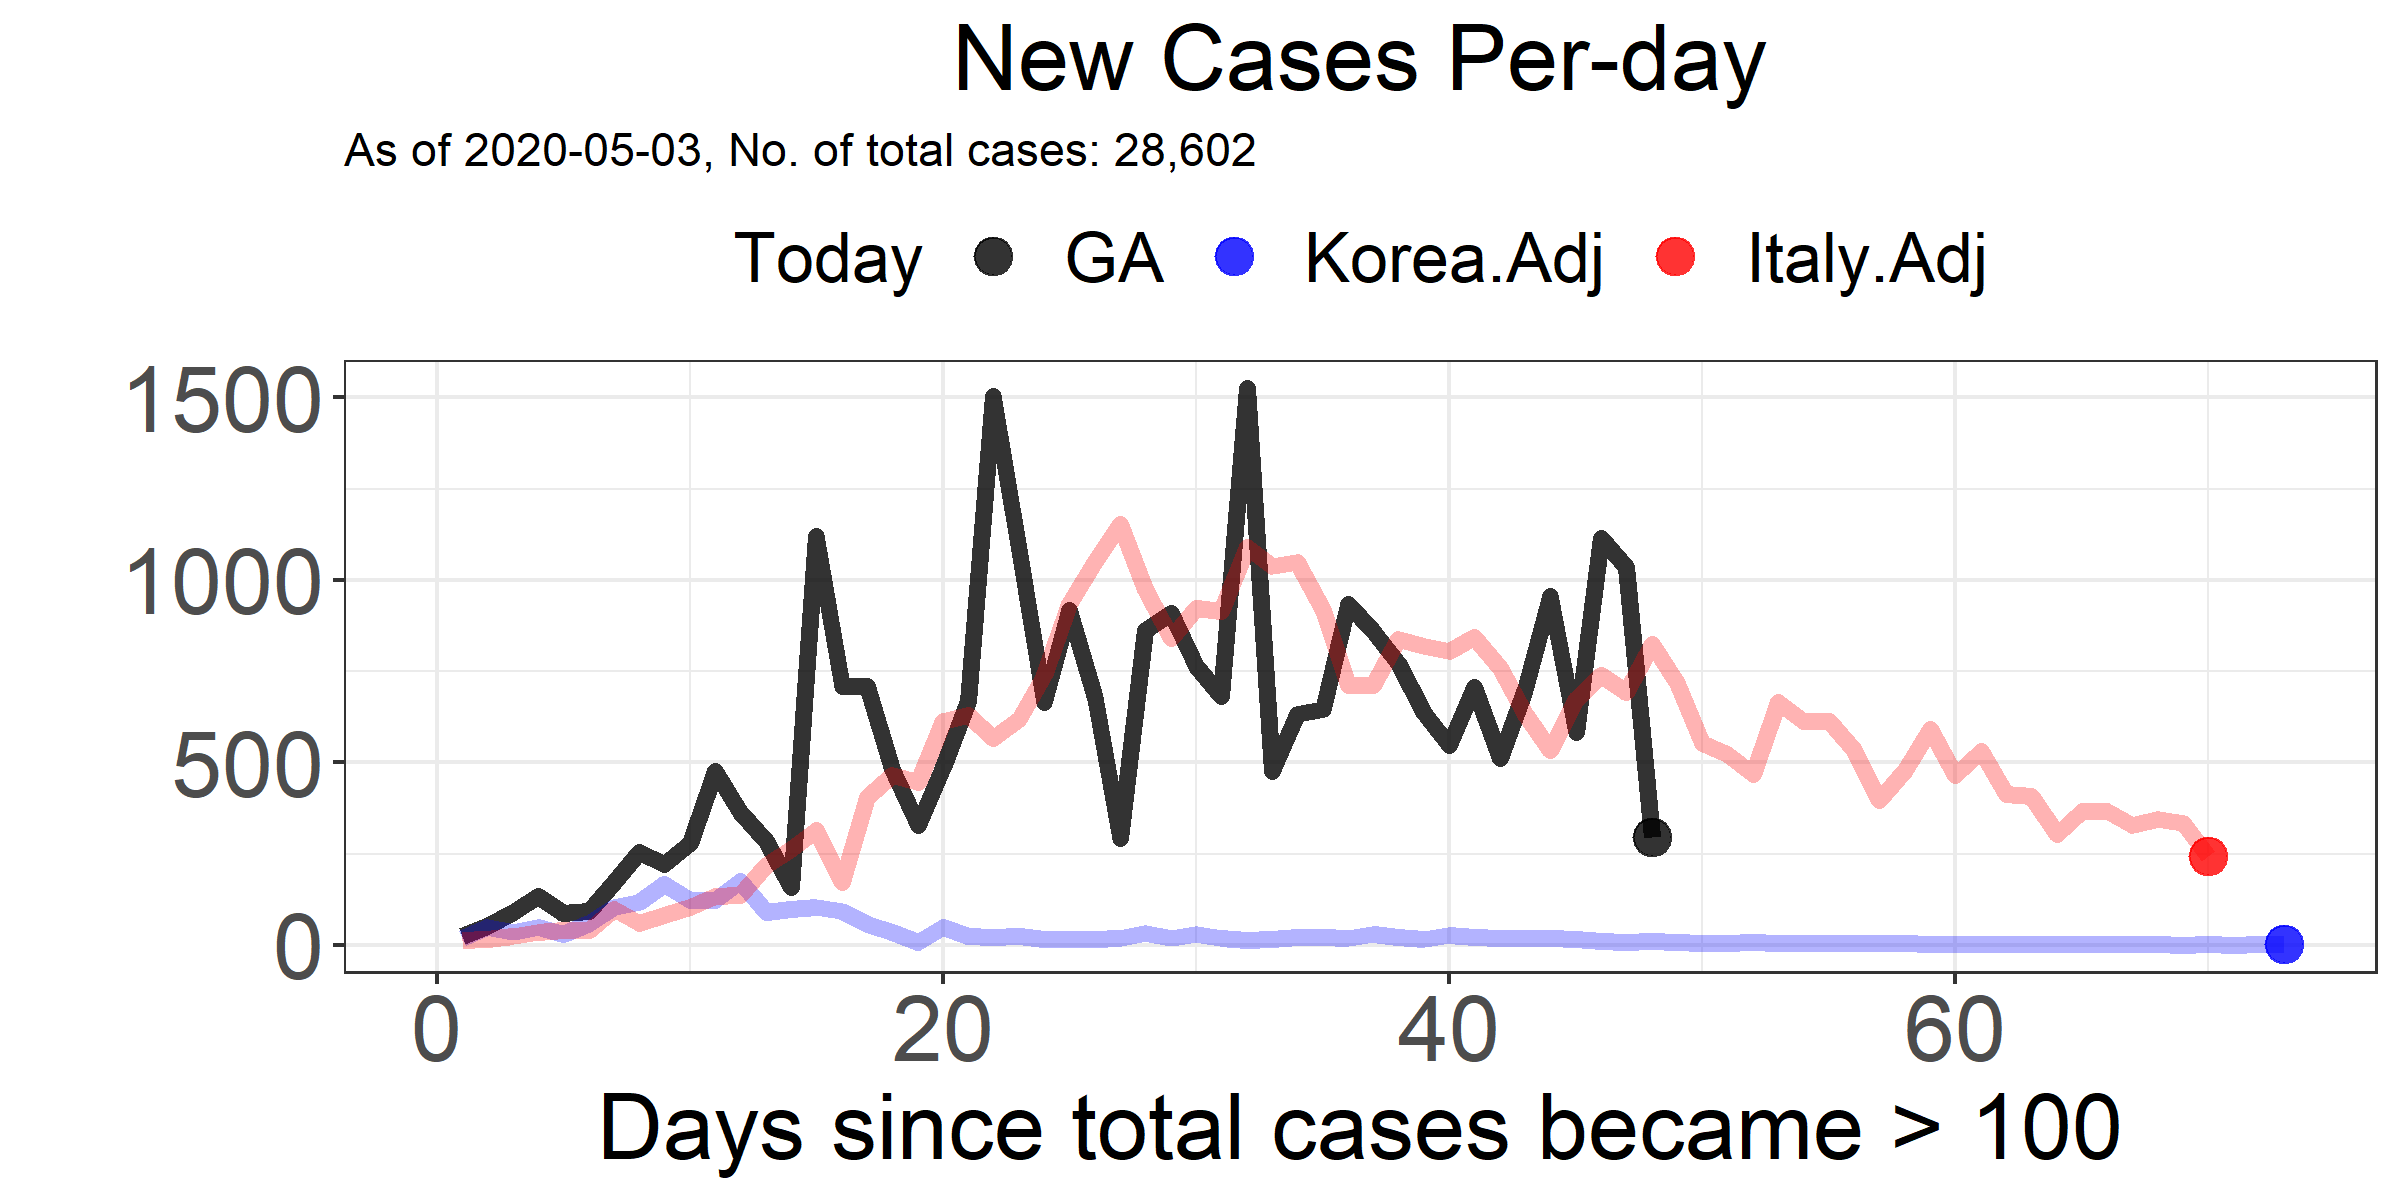 New Cases Per-day
As of 2020-05-03, No. of total cases: 28,602
Today GA Korea.Adj Italy.Adj
1500
1000
500
0
0 20 40 60
Days since total cases became > 100